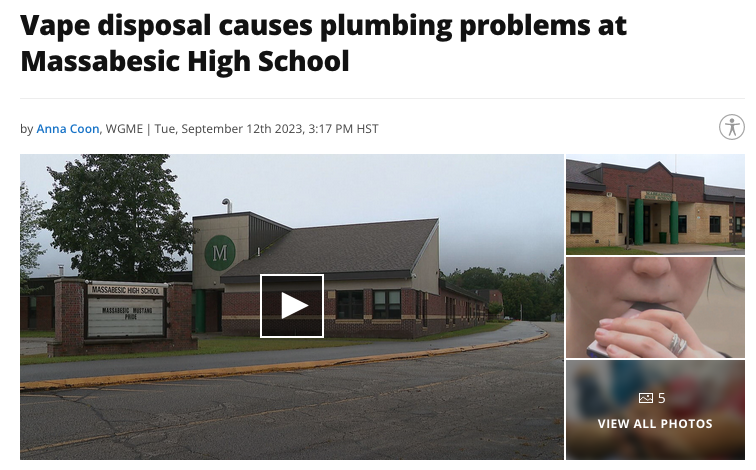 Vape disposal causes plumbing problems at
Massabesic High School
by Anna Coon, WGME | Tue, September 12th 2023, 3:17 PM HST
M
MASSABESIC HIGH SCHOOL
MASSABESIC MUSTANG
PRIDE
5
VIEW ALL PHOTOS